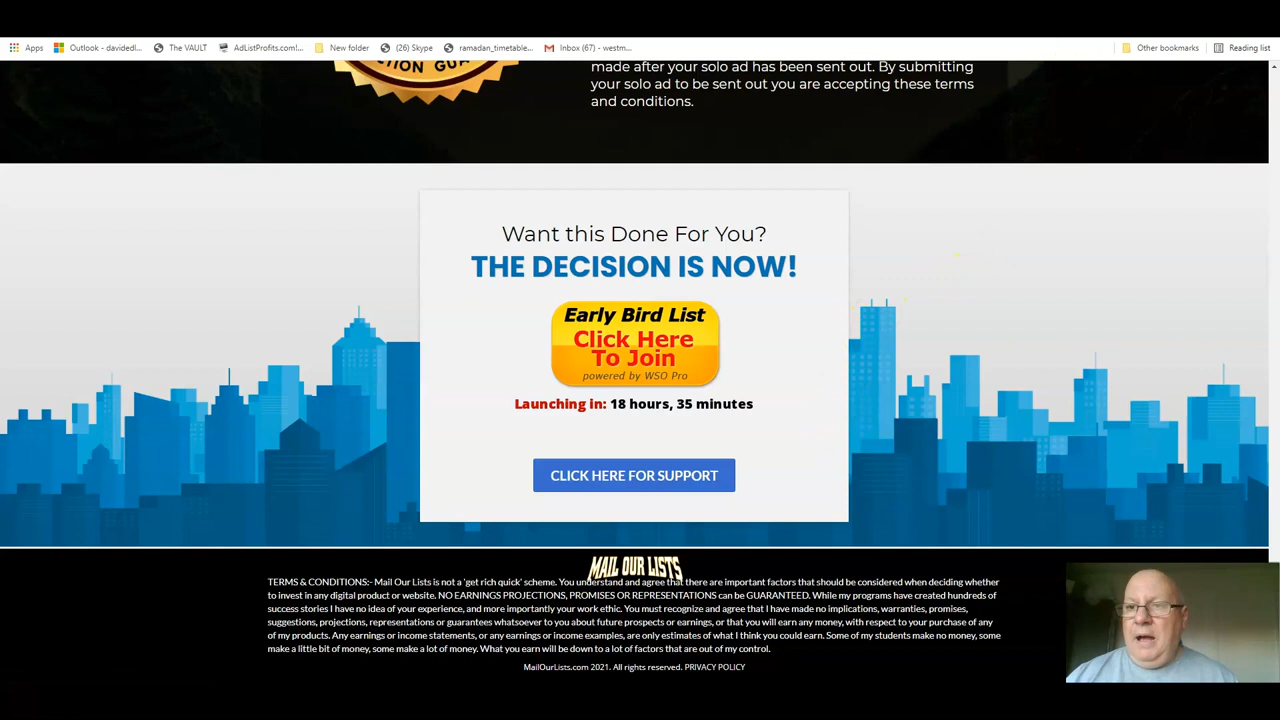 Apps Outlook - davidedl... The VAULT AdListProfits.com!... New folder (26) Skype ramadan_timetable... Inbox (67) - westm... Other bookmarks Reading list
made after your solo ad has been sent out. By submitting
your solo ad to be sent out you are accepting these terms
and conditions.
Want this Done For You?
THE DECISION IS NOW!
Early Bird List
Click Here
To Join
powered by WSO Pro
Launching in: 18 hours, 35 minutes
CLICK HERE FOR SUPPORT
MAIL OUR LISTS
TERMS & CONDITIONS:- Mail Our Lists is not a 'get rich quick' scheme. You understand and agree that there are important factors that should be considered when deciding whether
to invest in any digital product or website. NO EARNINGS PROJECTIONS, PROMISES OR REPRESENTATIONS can be GUARANTEED. While my programs have created hundreds of
success stories I have no idea of your experience, and more importantly your work ethic. You must recognize and agree that I have made no implications, warranties, promises,
suggestions, projections, representations or guarantees whatsoever to you about future prospects or earnings, or that you will earn any money, with respect to your purchase of any
of my products. Any earnings or income statements, or any earnings or income examples, are only estimates of what I think you could earn. Some of my students make no money, some
make a little bit of money, some make a lot of money. What you earn will be down to a lot of factors that are out of my control.
MailOurLists.com 2021. All rights reserved. PRIVACY POLICY